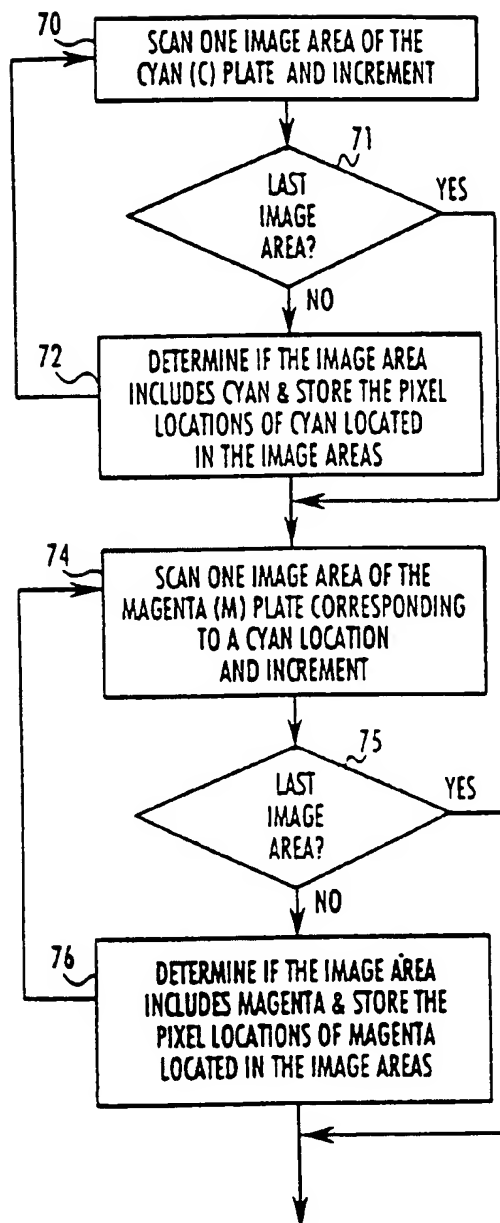 70
SCAN ONE IMAGE AREA OF THE
CYAN (C) PLATE AND INCREMENT
71
LAST
IMAGE
AREA?
YES
NO
72
DETERMINE IF THE IMAGE AREA
INCLUDES CYAN & STORE THE PIXEL
LOCATIONS OF CYAN LOCATED
IN THE IMAGE AREAS
74
SCAN ONE IMAGE AREA OF THE
MAGENTA (M) PLATE CORRESPONDING
TO A CYAN LOCATION
AND INCREMENT
75
LAST
IMAGE
AREA?
YES
NO
76
DETERMINE IF THE IMAGE AREA
INCLUDES MAGENTA & STORE THE
PIXEL LOCATIONS OF MAGENTA
LOCATED IN THE IMAGE AREAS